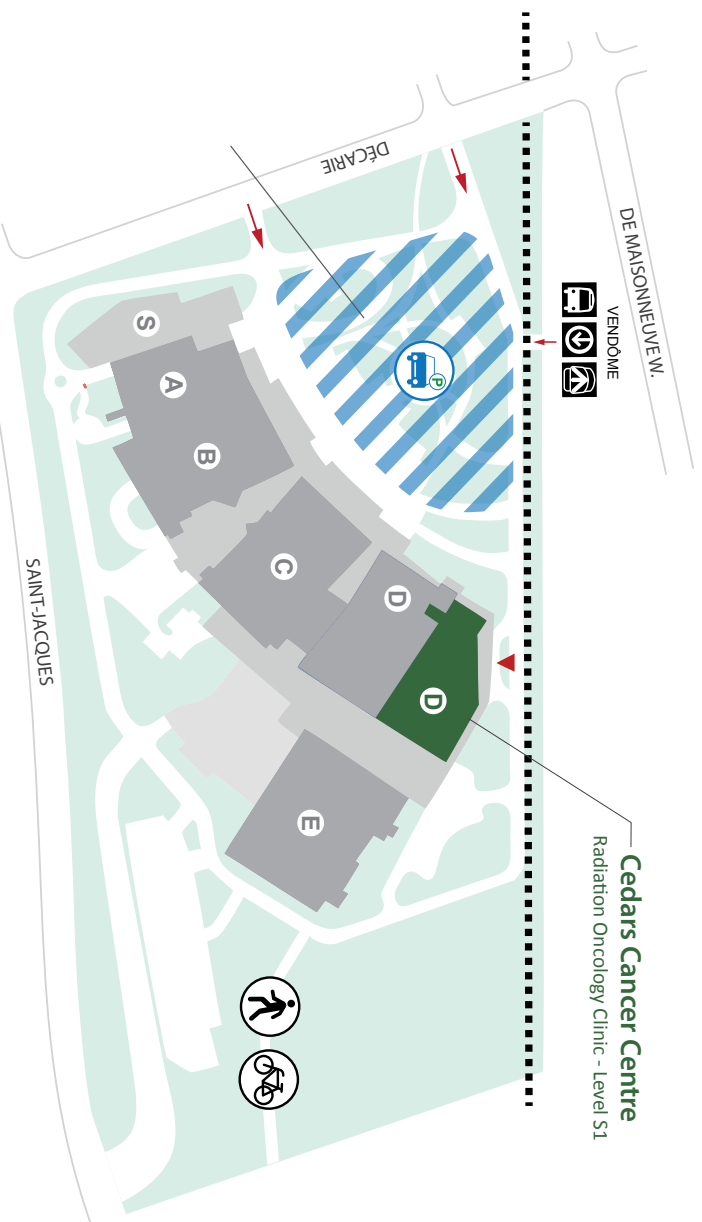 DE MAISONNEUVE W.
VENDÔME
DÉCARIE
P
S
A
B
C
D
D
E
Cedars Cancer Centre
Radiation Oncology Clinic - Level S1
SAINT-JACQUES